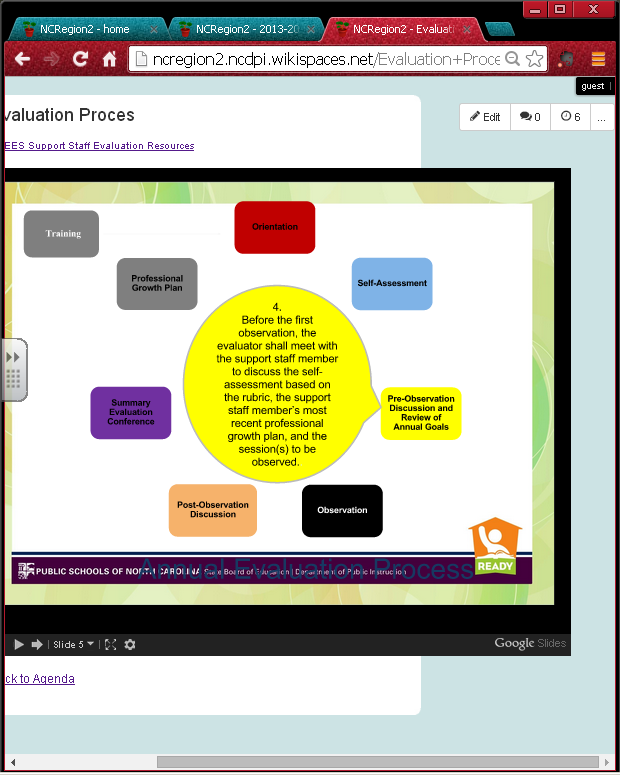 NCRegion2 - home
NCRegion2 - 2013-20
NCRegion2 - Evaluati
ncregion2.ncdpi.wikispaces.net/Evaluation+Proce
guest
valuation Proces
Edit
0
6
...
EES Support Staff Evaluation Resources
Training
Orientation
Professional
Growth Plan
Self-Assessment
4.
Before the first
observation, the
evaluator shall meet with
the support staff member
to discuss the self-
assessment based on
the rubric, the support
staff member's most
recent professional
growth plan, and the
session(s) to be
observed.
Summary
Evaluation
Conference
Pre-Observation
Discussion and
Review of
Annual Goals
Post-Observation
Discussion
Observation
READY
PUBLIC SCHOOLS OF NORTH CAROLINA State Board of Education | Department of Public Instruction
Annual Evaluation Process
Slide 5
Google Slides
ck to Agenda